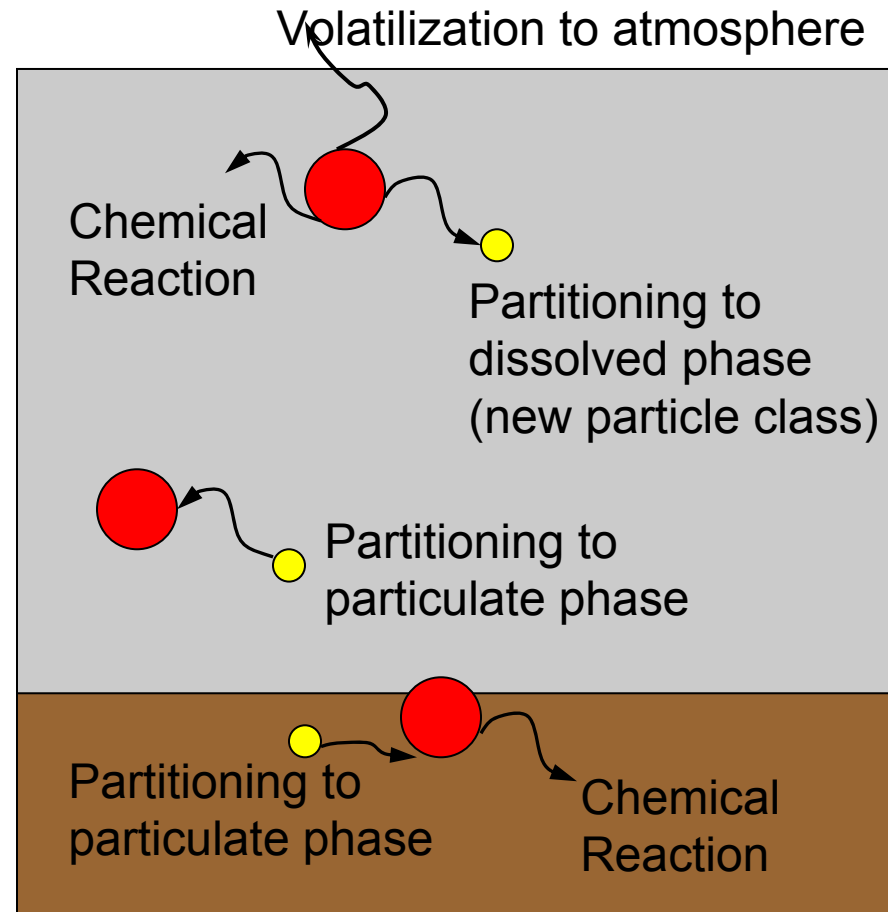 Volatilization to atmosphere
Chemical
Reaction
Partitioning to
dissolved phase
(new particle class)
Partitioning to
particulate phase
Partitioning to
particulate phase
Chemical
Reaction